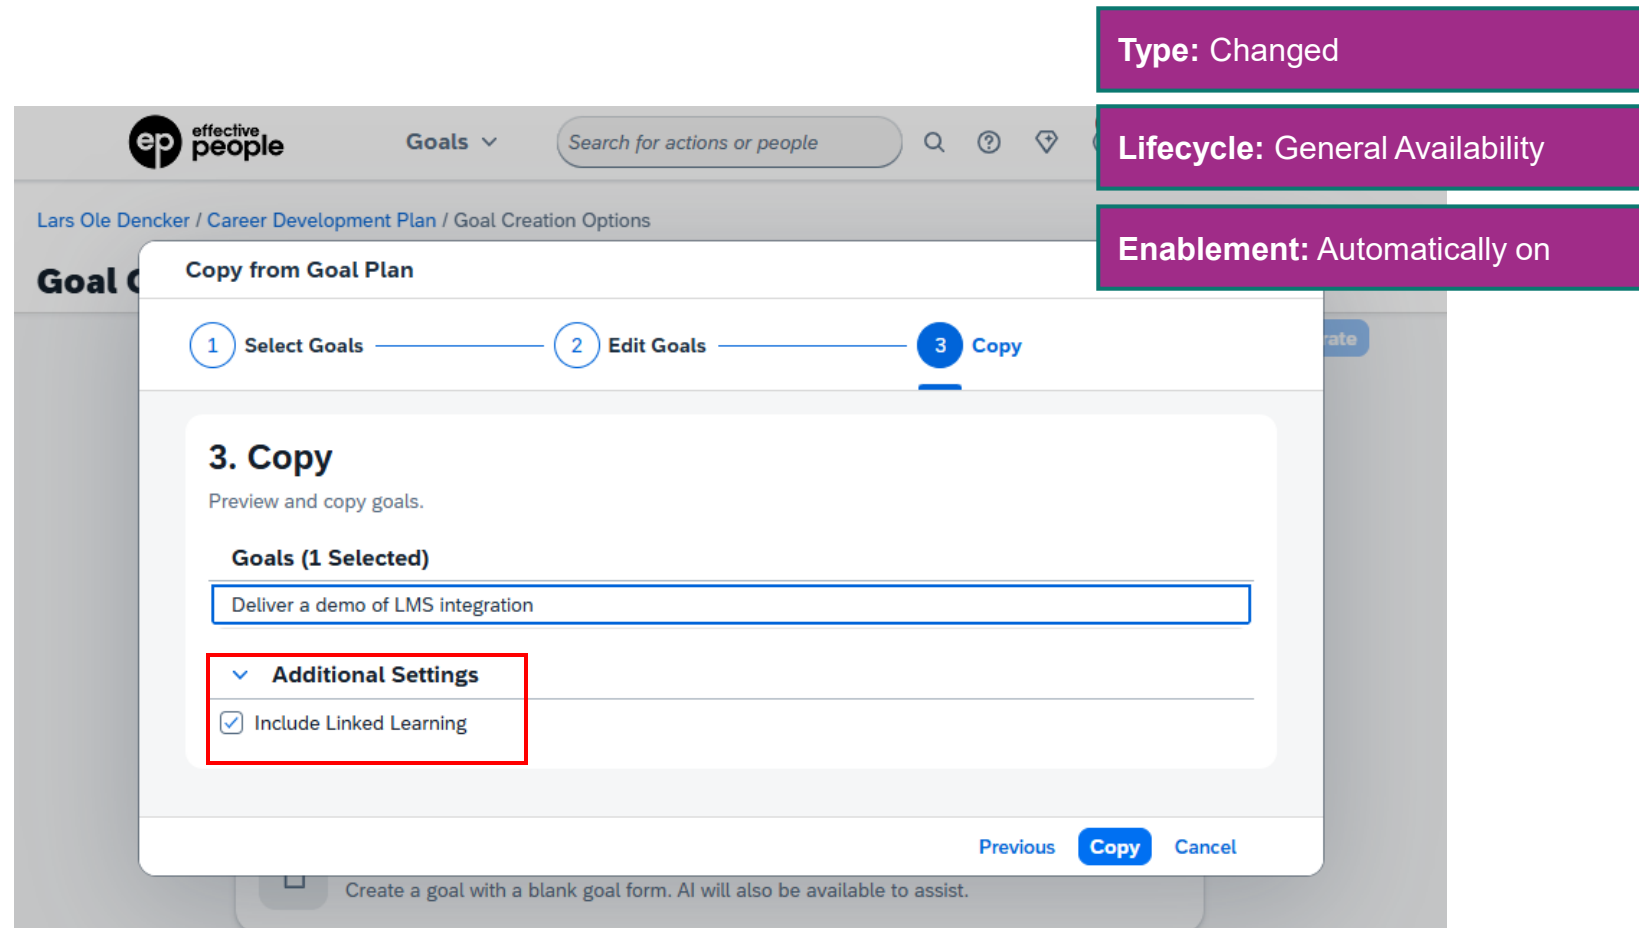 Type: Changed
Lifecycle: General Availability
Enablement: Automatically on
ep effective people
Goals
Search for actions or people
Lars Ole Dencker / Career Development Plan / Goal Creation Options
Goal
Copy from Goal Plan
1 Select Goals
2 Edit Goals
3 Copy
rate
3. Copy
Preview and copy goals.
Goals (1 Selected)
Deliver a demo of LMS integration
Additional Settings
Include Linked Learning
Previous
Copy
Cancel
Create a goal with a blank goal form. AI will also be available to assist.